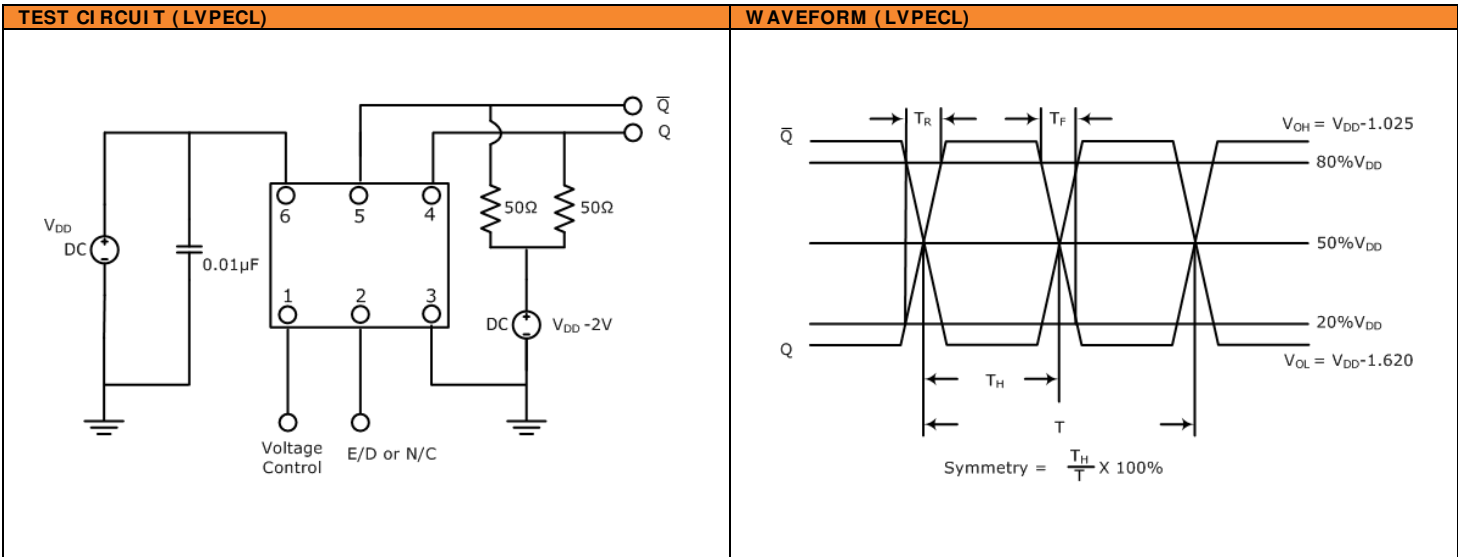 TEST CIRCUIT (LVPECL)
Q̅
Q
6
5
4
50Ω
50Ω
VDD
DC
0.01µF
1
2
3
DC
VDD -2V
Voltage
Control
E/D or N/C
WAVEFORM (LVPECL)
TR
TF
VOH = VDD-1.025
Q̅
80%VDD
50%VDD
20%VDD
Q
VOL = VDD-1.620
TH
T
Symmetry = TH/T X 100%